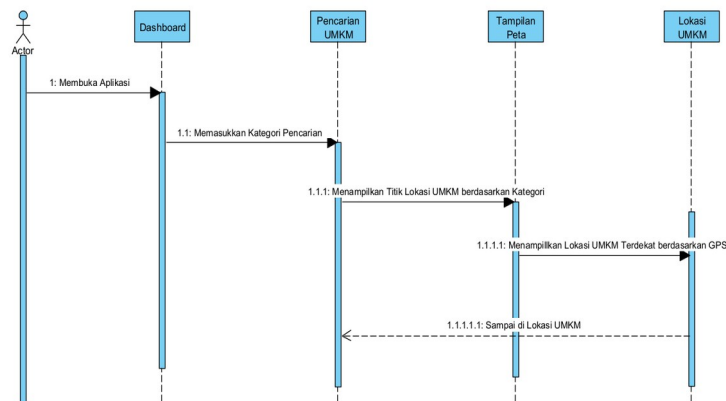 Actor
Dashboard
Pencarian
UMKM
Tampilan
Peta
Lokasi
UMKM
1: Membuka Aplikasi
1.1: Memasukkan Kategori Pencarian
1.1.1: Menampilkan Titik Lokasi UMKM berdasarkan Kategori
1.1.1.1: Menampillkan Lokasi UMKM Terdekat berdasarkan GPS
1.1.1.1.1: Sampai di Lokasi UMKM